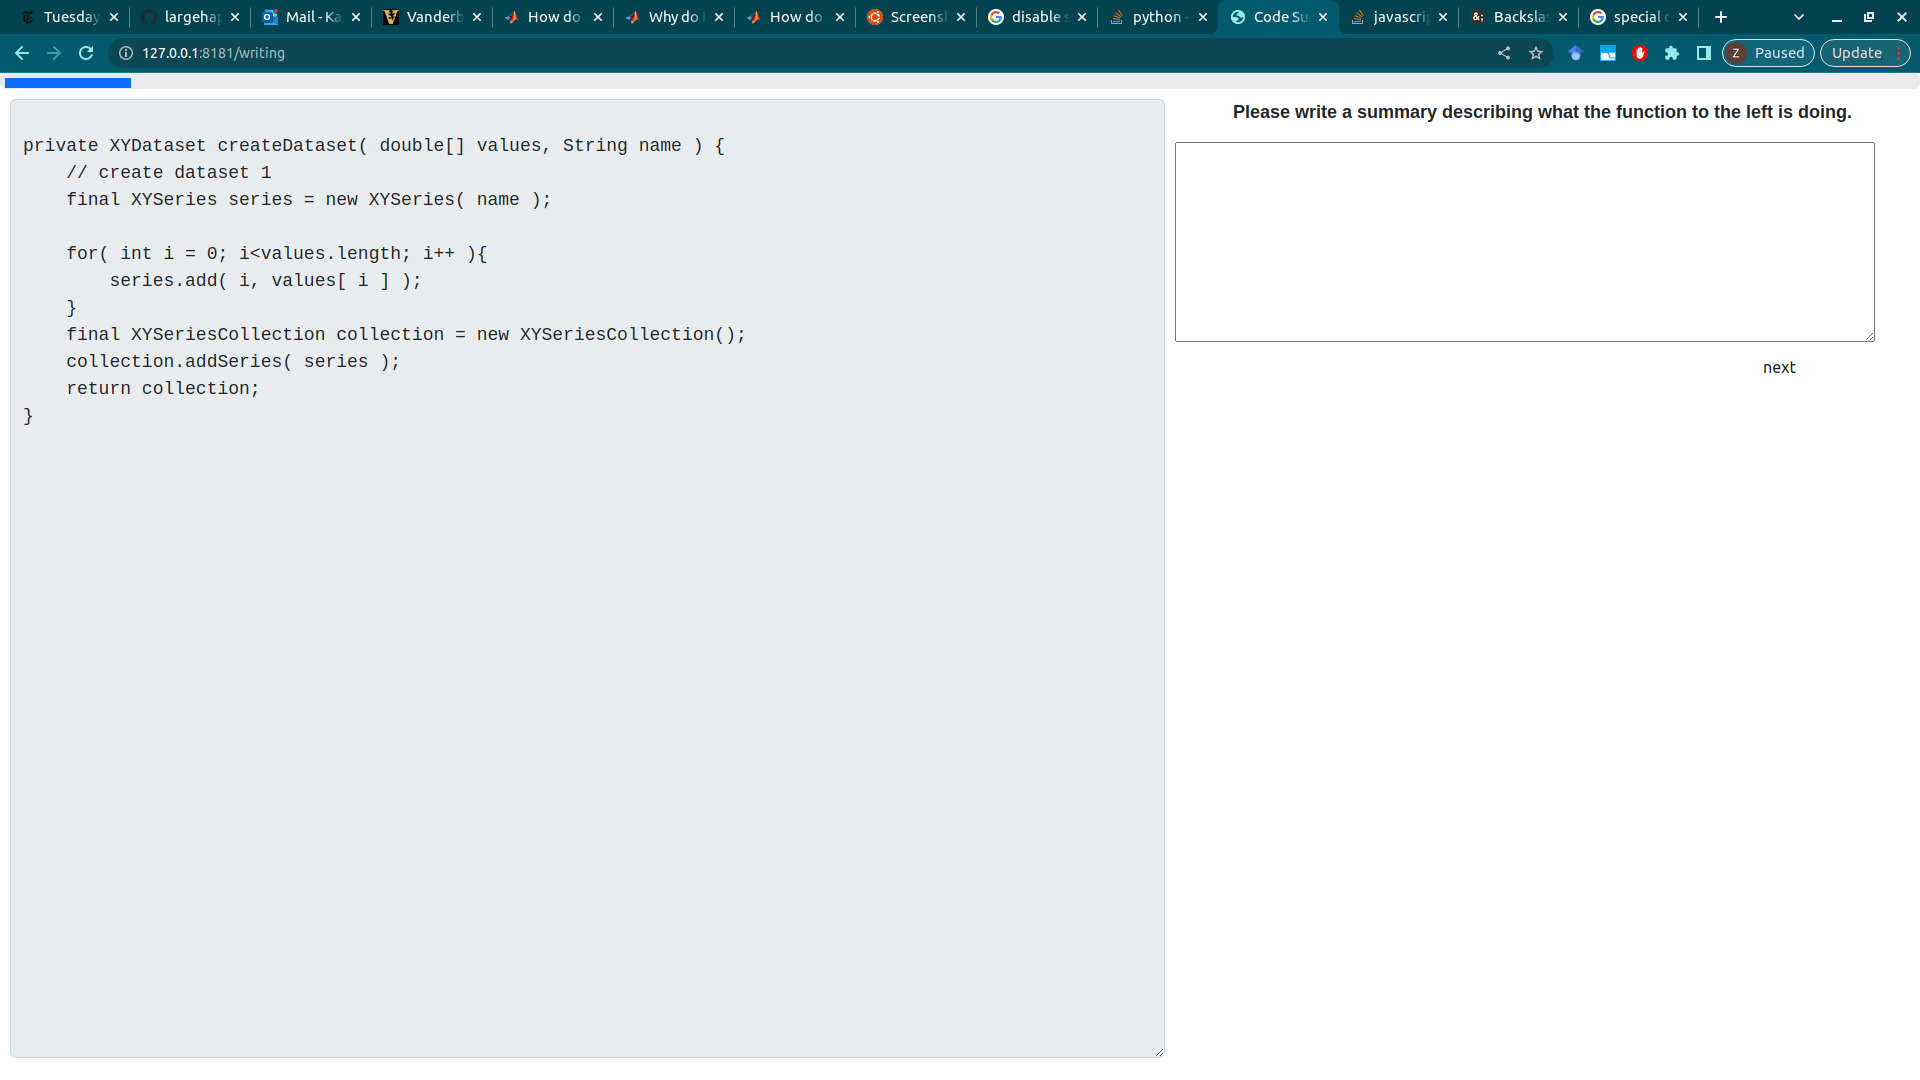 Tuesday
largehap
Mail - Ka
Vanderb
How do
Why do
How do
Screens
disable s
python -
Code Su
javascrip
Backslas
special c
127.0.0.1:8181/writing
Z Paused
Update
private XYDataset createDataset( double[] values, String name ) {
// create dataset 1
final XYSeries series = new XYSeries( name );
for( int i = 0; i<values.length; i++ ){
series.add( i, values[ i ] );
}
final XYSeriesCollection collection = new XYSeriesCollection();
collection.addSeries( series );
return collection;
}
Please write a summary describing what the function to the left is doing.
next